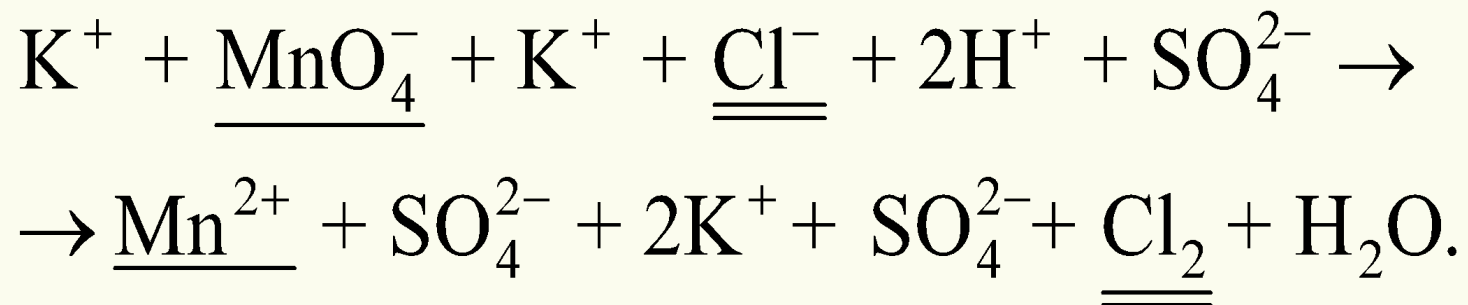 K⁺ + MnO₄⁻ + K⁺ + Cl⁻ + 2H⁺ + SO₄²⁻ →
→ Mn²⁺ + SO₄²⁻ + 2K⁺ + SO₄²⁻ + Cl₂ + H₂O.